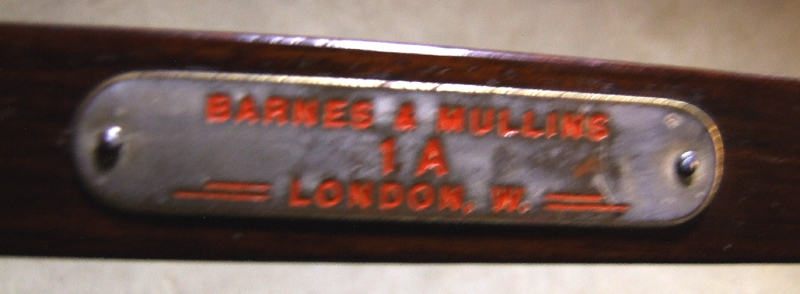 BARNES & MULLINS
1 A
LONDON, W.